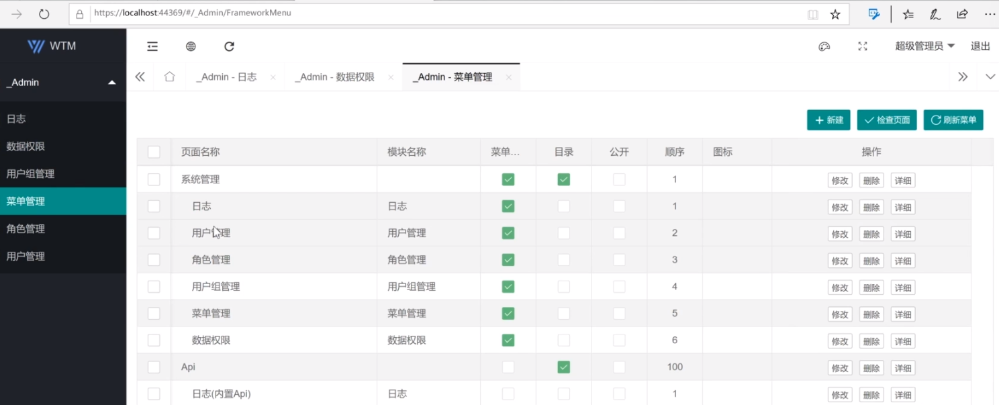 https://localhost:44369/#/_Admin/FrameworkMenu
WTM
超级管理员 退出
_Admin
_Admin - 日志 _Admin - 数据权限 _Admin - 菜单管理
日志
数据权限
用户组管理
菜单管理
角色管理
用户管理
新建 检查页面 刷新菜单
页面名称 模块名称 菜单... 目录 公开 顺序 图标 操作
系统管理 1 修改 删除 详细
日志 日志 1 修改 删除 详细
用户管理 用户管理 2 修改 删除 详细
角色管理 角色管理 3 修改 删除 详细
用户组管理 用户组管理 4 修改 删除 详细
菜单管理 菜单管理 5 修改 删除 详细
数据权限 数据权限 6 修改 删除 详细
Api 100 修改 删除 详细
日志(内置Api) 日志 1 修改 删除 详细